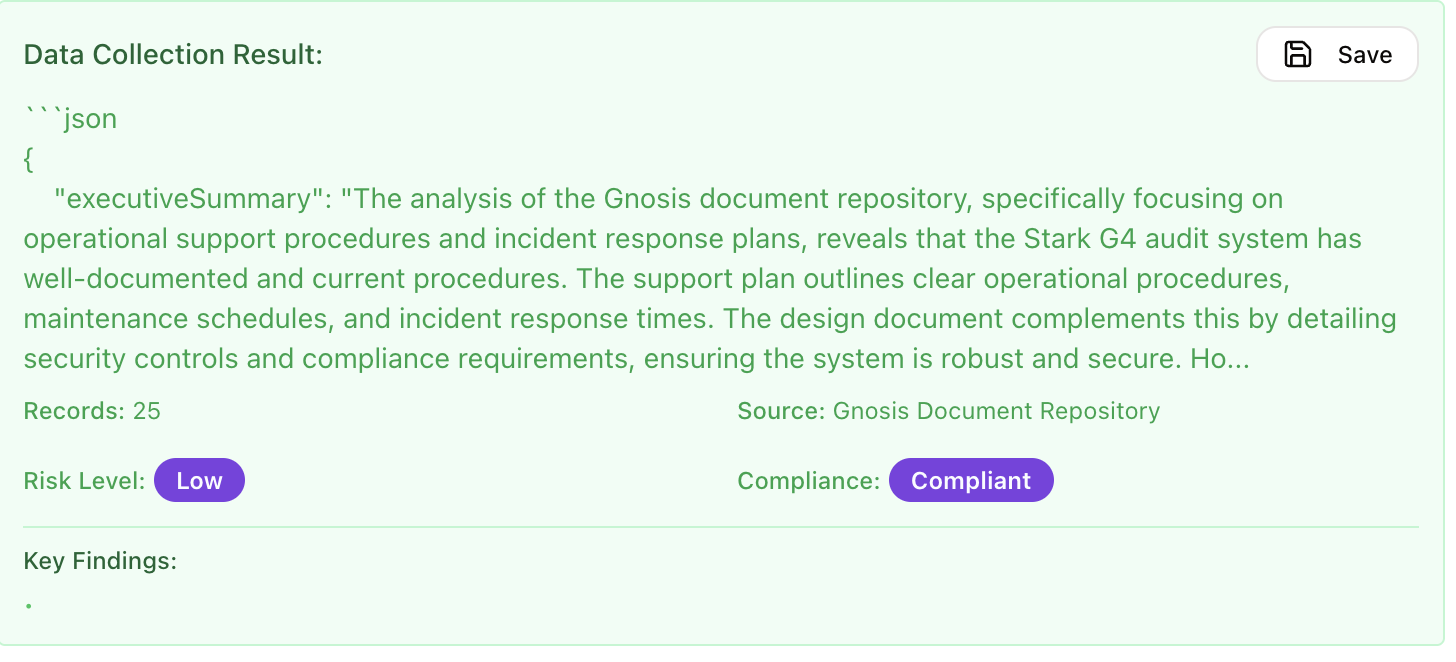 Data Collection Result:
Save
```json
{
"executiveSummary": "The analysis of the Gnosis document repository, specifically focusing on
operational support procedures and incident response plans, reveals that the Stark G4 audit system has
well-documented and current procedures. The support plan outlines clear operational procedures,
maintenance schedules, and incident response times. The design document complements this by detailing
security controls and compliance requirements, ensuring the system is robust and secure. Ho...
Records: 25
Source: Gnosis Document Repository
Risk Level: Low
Compliance: Compliant
Key Findings:
•